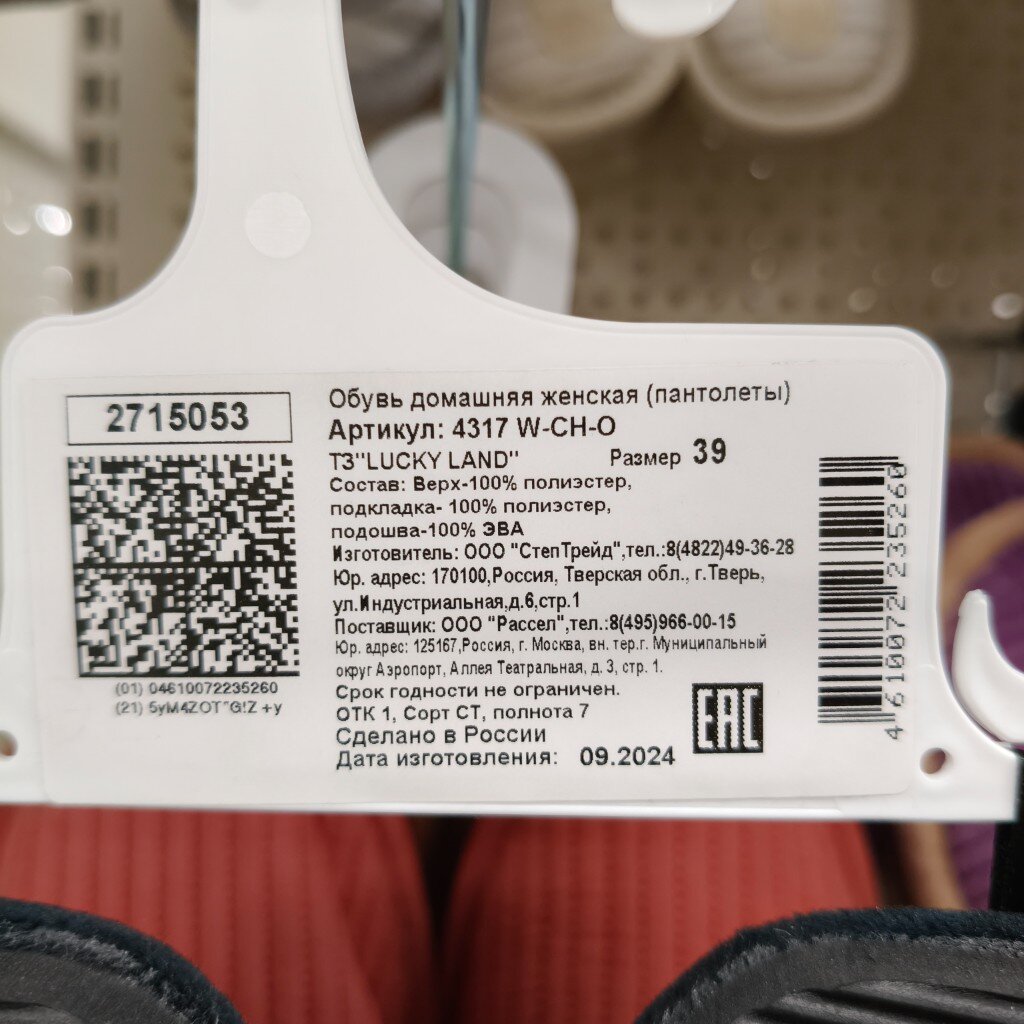 2715053
(01) 04610072235260
(21) 5yM4ZOT"G!Z +y
Обувь домашняя женская (пантолеты)
Артикул: 4317 W-CH-O
ТЗ"LUCKY LAND" Размер 39
Состав: Верх-100% полиэстер,
подкладка- 100% полиэстер,
подошва-100% ЭВА
Изготовитель: ООО "СтепТрейд",тел.:8(4822)49-36-28
Юр. адрес: 170100,Россия, Тверская обл., г.Тверь,
ул.Индустриальная,д.6,стр.1
Поставщик: ООО "Рассел",тел.:8(495)966-00-15
Юр. адрес: 125167,Россия, г. Москва, вн. тер.г. Муниципальный
округ Аэропорт, Аллея Театральная, д. 3, стр. 1.
Срок годности не ограничен.
ОТК 1, Сорт СТ, полнота 7
Сделано в России
Дата изготовления: 09.2024
EAC
4610072235260